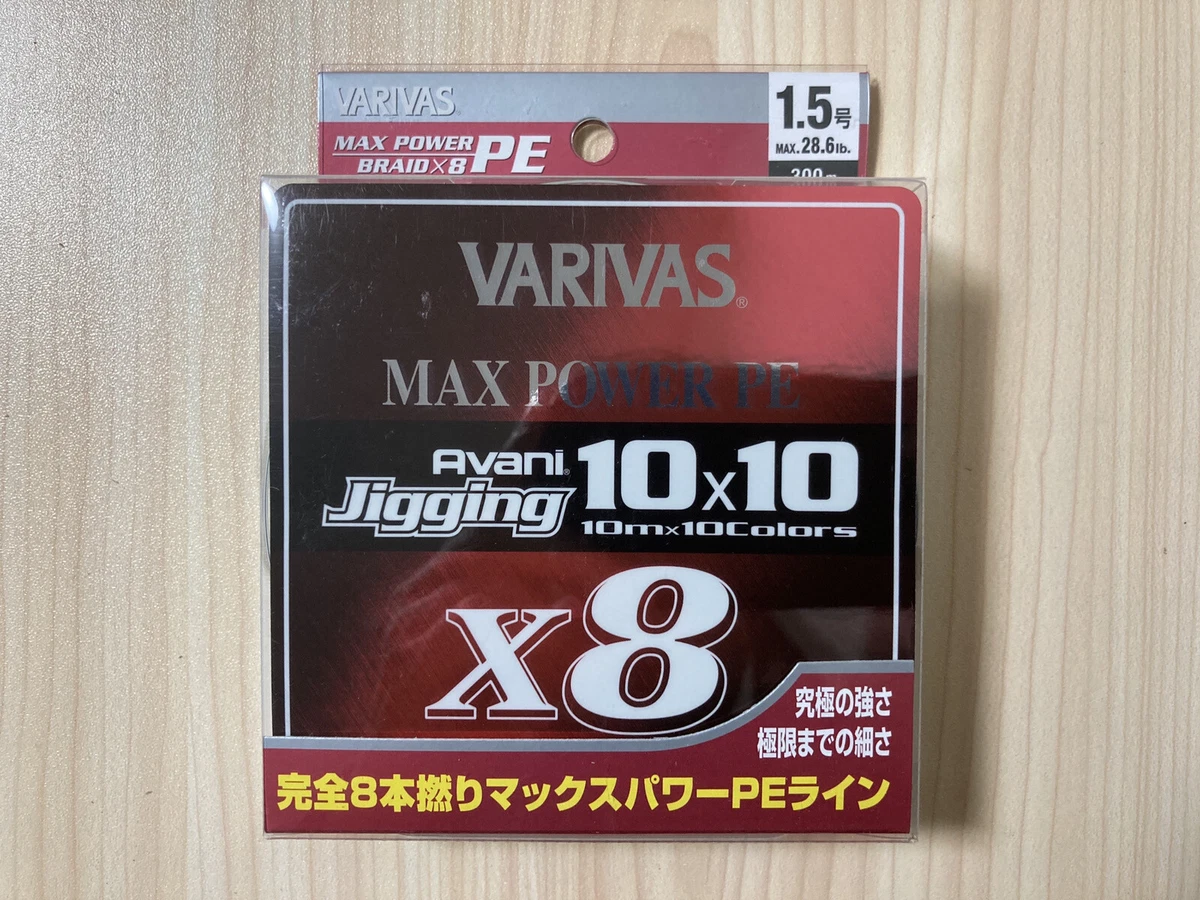 VARIVAS
MAX POWER
BRAID×8 PE
1.5号
MAX.28.6lb.
300m
VARIVAS®
MAX POWER PE
Avani®
Jigging 10x10
10m×10Colors
x8
究極の強さ
極限までの細さ
完全8本撚りマックスパワーPEライン